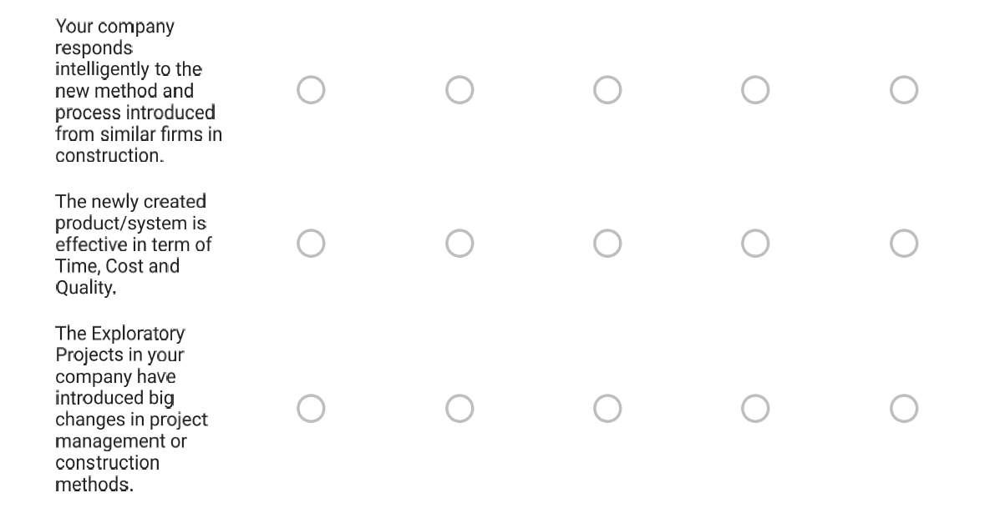 Your company
responds
intelligently to the
new method and
process introduced
from similar firms in
construction.
The newly created
product/system is
effective in term of
Time, Cost and
Quality.
The Exploratory
Projects in your
company have
introduced big
changes in project
management or
construction
methods.